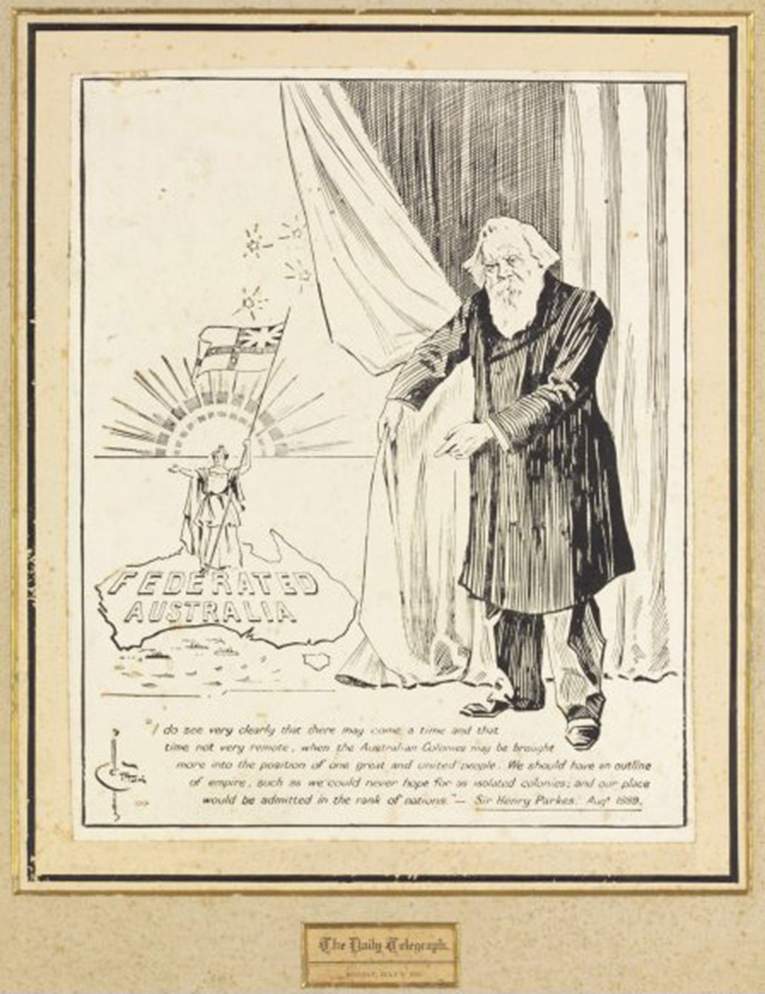 FEDERATED
AUSTRALIA
"I do see very clearly that there may come a time and that
time not very remote, when the Australian Colonies may be brought
more into the position of one great and united people. We should have an outline
of empire, such as we could never hope for as isolated colonies; and our place
would be admitted in the rank of nations." — Sir Henry Parkes. Augt 1889.
The Daily Telegraph.